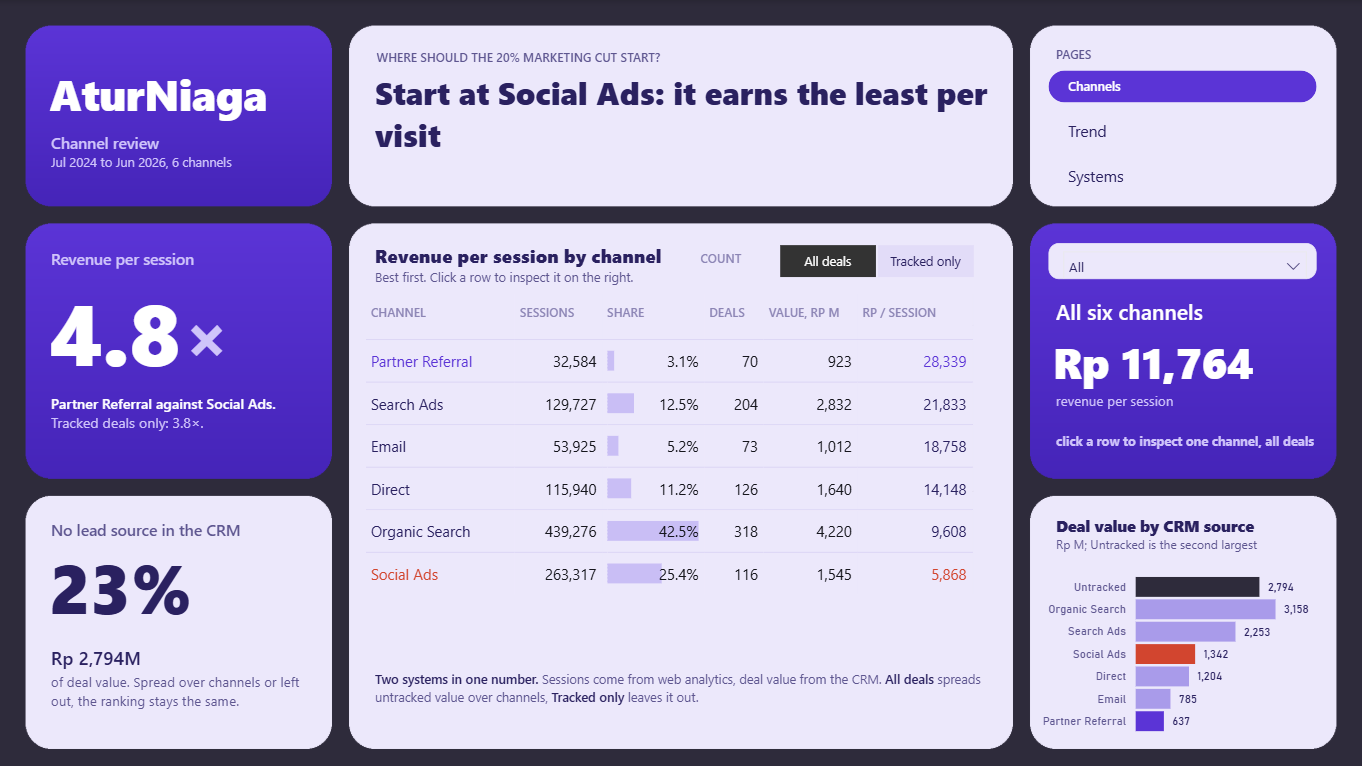 AturNiaga
Channel review
Jul 2024 to Jun 2026, 6 channels
WHERE SHOULD THE 20% MARKETING CUT START?
Start at Social Ads: it earns the least per
visit
PAGES
Channels
Trend
Systems
Revenue per session
4.8×
Partner Referral against Social Ads.
Tracked deals only: 3.8×.
No lead source in the CRM
23%
Rp 2,794M
of deal value. Spread over channels or left
out, the ranking stays the same.
Revenue per session by channel
Best first. Click a row to inspect it on the right.
COUNT
All deals
Tracked only
CHANNEL SESSIONS SHARE DEALS VALUE, RP M RP / SESSION
Partner Referral 32,584 3.1% 70 923 28,339
Search Ads 129,727 12.5% 204 2,832 21,833
Email 53,925 5.2% 73 1,012 18,758
Direct 115,940 11.2% 126 1,640 14,148
Organic Search 439,276 42.5% 318 4,220 9,608
Social Ads 263,317 25.4% 116 1,545 5,868
Two systems in one number. Sessions come from web analytics, deal value from the CRM. All deals spreads
untracked value over channels, Tracked only leaves it out.
All
All six channels
Rp 11,764
revenue per session
click a row to inspect one channel, all deals
Deal value by CRM source
Rp M; Untracked is the second largest
Untracked 2,794
Organic Search 3,158
Search Ads 2,253
Social Ads 1,342
Direct 1,204
Email 785
Partner Referral 637